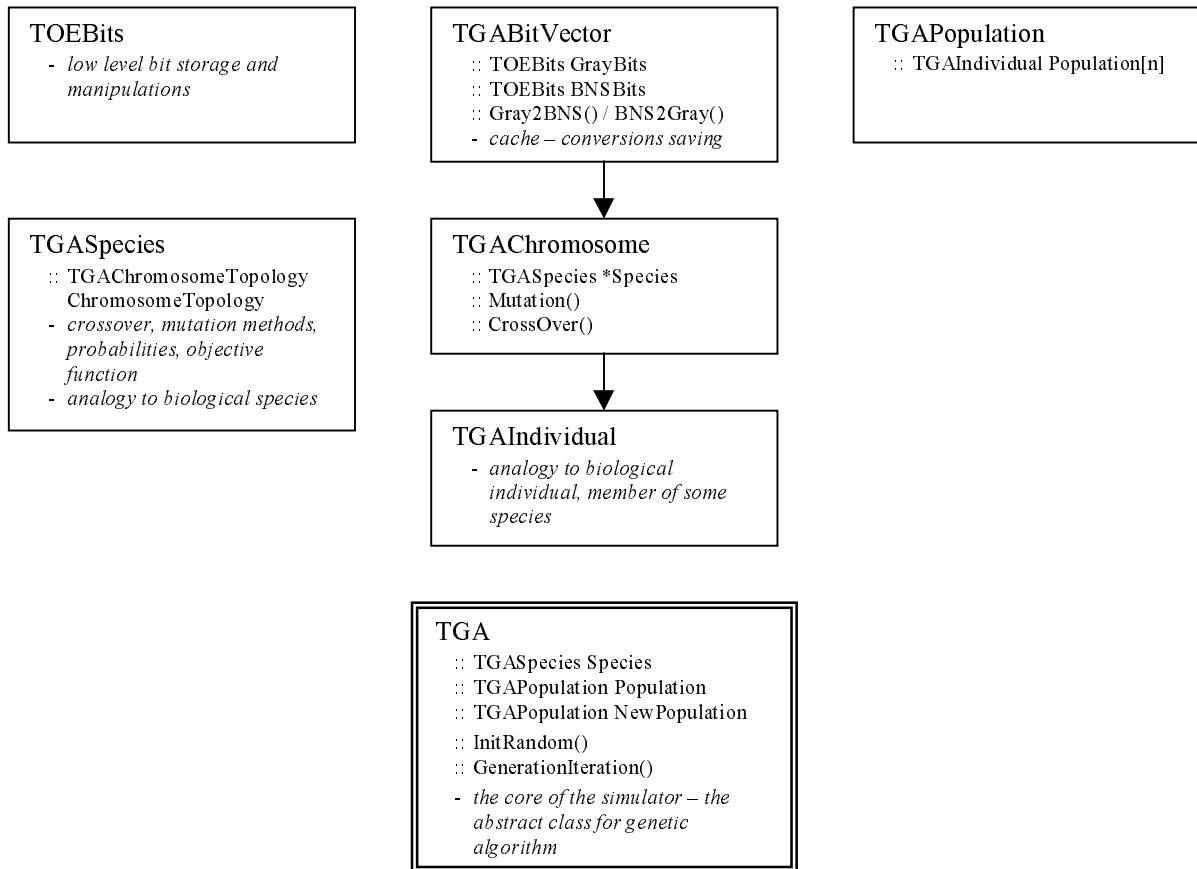 TOEBits
- low level bit storage and
manipulations
TGABitVector
:: TOEBits GrayBits
:: TOEBits BNSBits
:: Gray2BNS() / BNS2Gray()
- cache – conversions saving
TGAPopulation
:: TGAIndividual Population[n]
TGASpecies
:: TGAChromosomeTopology
ChromosomeTopology
- crossover, mutation methods,
probabilities, objective
function
- analogy to biological species
TGAChromosome
:: TGASpecies *Species
:: Mutation()
:: CrossOver()
TGAIndividual
- analogy to biological
individual, member of some
species
TGA
:: TGASpecies Species
:: TGAPopulation Population
:: TGAPopulation NewPopulation
:: InitRandom()
:: GenerationIteration()
- the core of the simulator – the
abstract class for genetic
algorithm